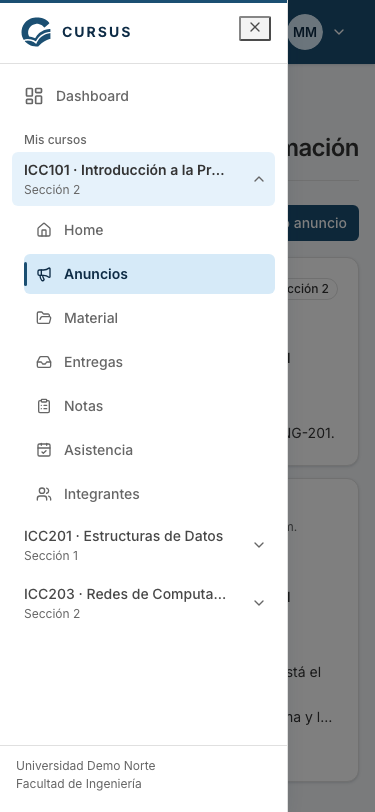 CURSUS
MM
Dashboard
Mis cursos
ICC101 · Introducción a la Pr...
Sección 2
Home
Anuncios
Material
Entregas
Notas
Asistencia
Integrantes
ICC201 · Estructuras de Datos
Sección 1
ICC203 · Redes de Computa...
Sección 2
Universidad Demo Norte
Facultad de Ingeniería
mación
anuncio
cción 2
NG-201.
m.
stá el
na y l...